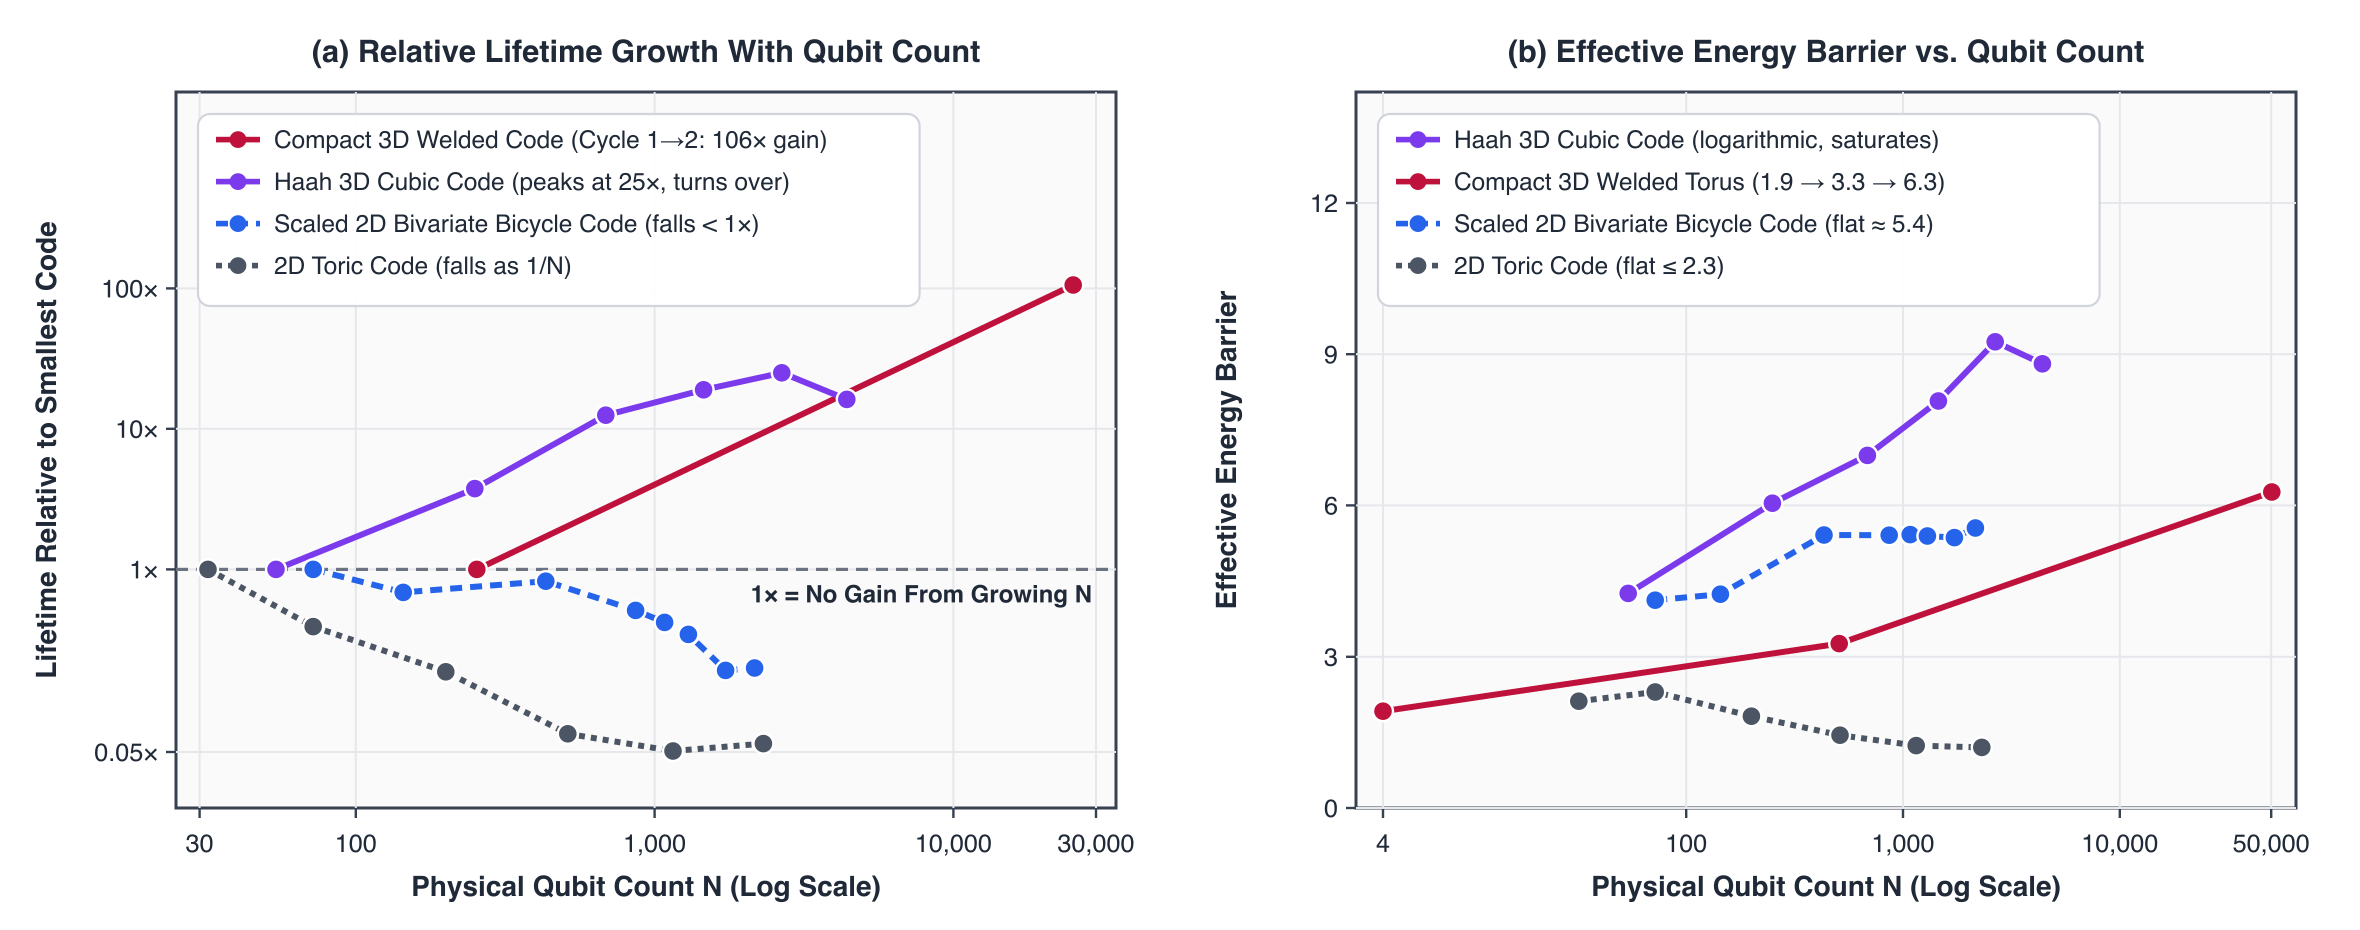 (a) Relative Lifetime Growth With Qubit Count
Compact 3D Welded Code (Cycle 1→2: 106× gain)
Haah 3D Cubic Code (peaks at 25×, turns over)
Scaled 2D Bivariate Bicycle Code (falls < 1×)
2D Toric Code (falls as 1/N)
Lifetime Relative to Smallest Code
100×
10×
1×
0.05×
1× = No Gain From Growing N
30
100
1,000
10,000
30,000
Physical Qubit Count N (Log Scale)
(b) Effective Energy Barrier vs. Qubit Count
Haah 3D Cubic Code (logarithmic, saturates)
Compact 3D Welded Torus (1.9 → 3.3 → 6.3)
Scaled 2D Bivariate Bicycle Code (flat ≈ 5.4)
2D Toric Code (flat ≤ 2.3)
Effective Energy Barrier
12
9
6
3
0
4
100
1,000
10,000
50,000
Physical Qubit Count N (Log Scale)